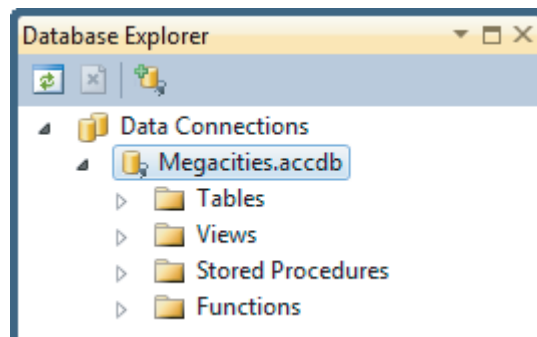 Database Explorer
Data Connections
Megacities.accdb
Tables
Views
Stored Procedures
Functions